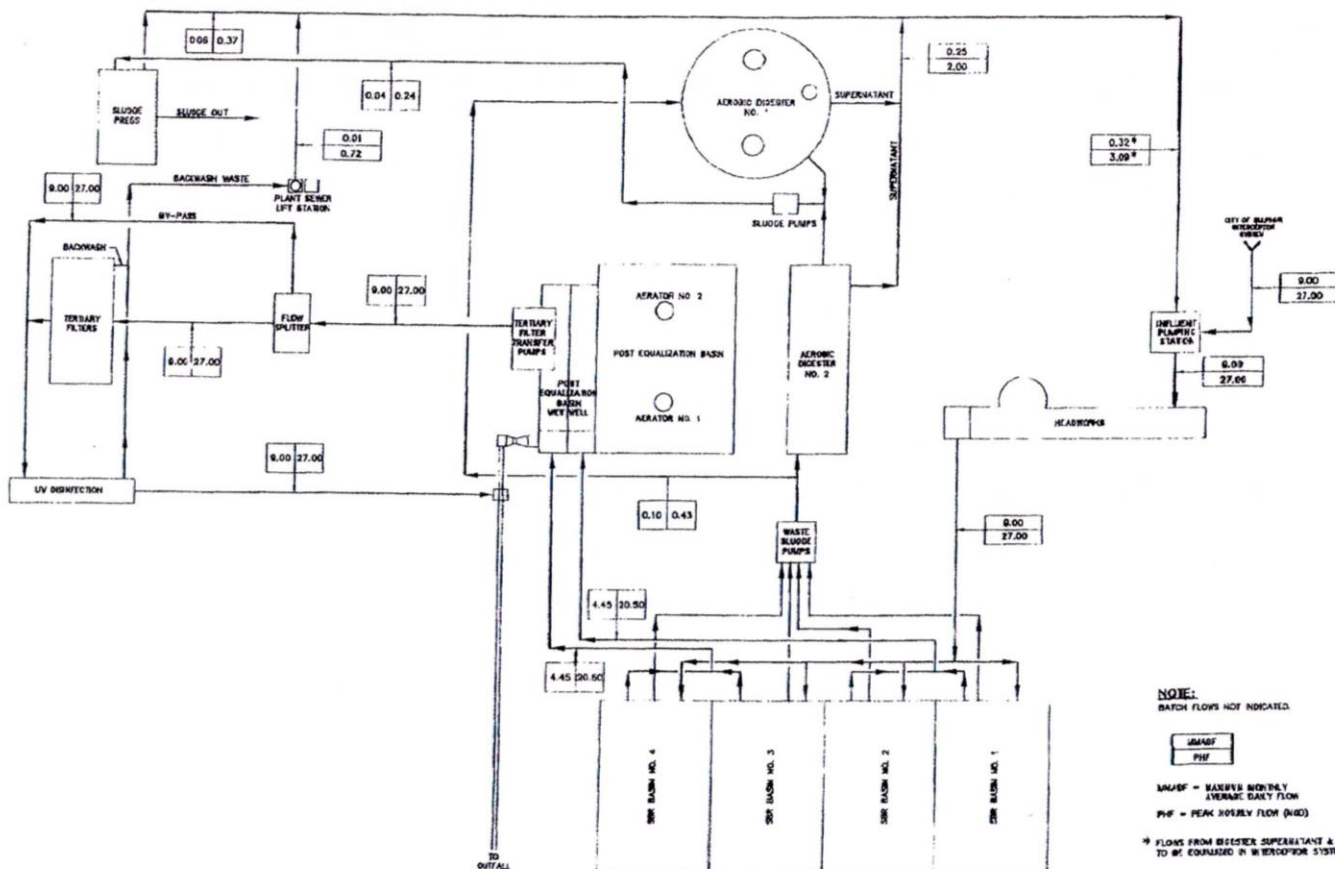 0.06 0.37
0.04 0.24
SLUDGE
PRESS
SLUDGE OUT
0.01
0.72
BACKWASH WASTE
PLANT SEWER
LIFT STATION
9.00 27.00
BY-PASS
BACKWASH
TERTIARY
FILTERS
9.00 27.00
FLOW
SPLITTER
9.00 27.00
UV DISINFECTION
9.00 27.00
AEROBIC DIGESTER
SUPERNATANT
0.25
2.00
SUPERNATANT
SLUDGE PUMPS
TERTIARY
FILTER
TRANSFER
PUMPS
POST
EQUALIZATION
BASIN
WET WELL
AERATOR NO. 2
POST EQUALIZATION BASIN
AERATOR NO. 1
AEROBIC
DIGESTER
NO. 2
0.32*
3.09*
CITY OF SULPHUR
INTERCEPTOR
SYSTEM
9.00
27.00
INFLUENT
PUMPING
STATION
9.00
27.00
HEADWORKS
9.00
27.00
0.10 0.43
WASTE
SLUDGE
PUMPS
4.45 20.50
4.45 20.50
SBR BASIN NO. 4
SBR BASIN NO. 3
SBR BASIN NO. 2
SBR BASIN NO. 1
TO
OUTFALL
NOTE:
BATCH FLOWS NOT INDICATED.
MMADF
PHF
MMADF = MAXIMUM MONTHLY
AVERAGE DAILY FLOW
PHF = PEAK HOURLY FLOW (MGD)
* FLOWS FROM DIGESTER SUPERNATANT &
TO BE EQUALIZED IN INTERCEPTOR SYST